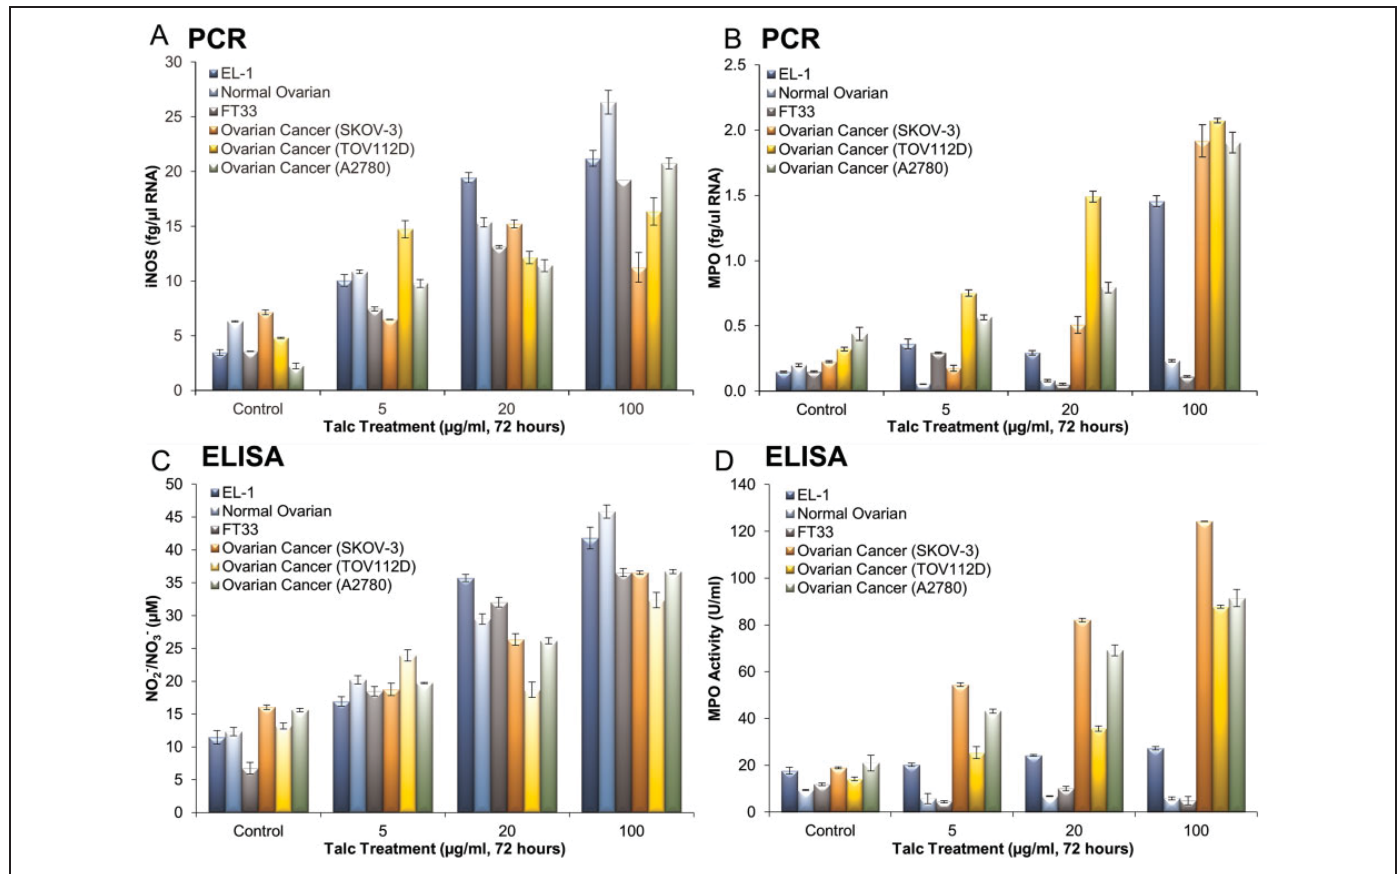 A PCR
30
25
20
15
10
5
0
iNOS (fg/µl RNA)
EL-1
Normal Ovarian
FT33
Ovarian Cancer (SKOV-3)
Ovarian Cancer (TOV112D)
Ovarian Cancer (A2780)
Control 5 20 100
Talc Treatment (µg/ml, 72 hours)
B PCR
2.5
2.0
1.5
1.0
0.5
0.0
MPO (fg/ul RNA)
EL-1
Normal Ovarian
FT33
Ovarian Cancer (SKOV-3)
Ovarian Cancer (TOV112D)
Ovarian Cancer (A2780)
Control 5 20 100
Talc Treatment (µg/ml, 72 hours)
C ELISA
50
45
40
35
30
25
20
15
10
5
0
NO₂⁻/NO₃⁻ (µM)
EL-1
Normal Ovarian
FT33
Ovarian Cancer (SKOV-3)
Ovarian Cancer (TOV112D)
Ovarian Cancer (A2780)
Control 5 20 100
Talc Treatment (µg/ml, 72 hours)
D ELISA
140
120
100
80
60
40
20
0
MPO Activity (U/ml)
EL-1
Normal Ovarian
FT33
Ovarian Cancer (SKOV-3)
Ovarian Cancer (TOV112D)
Ovarian Cancer (A2780)
Control 5 20 100
Talc Treatment (µg/ml, 72 hours)